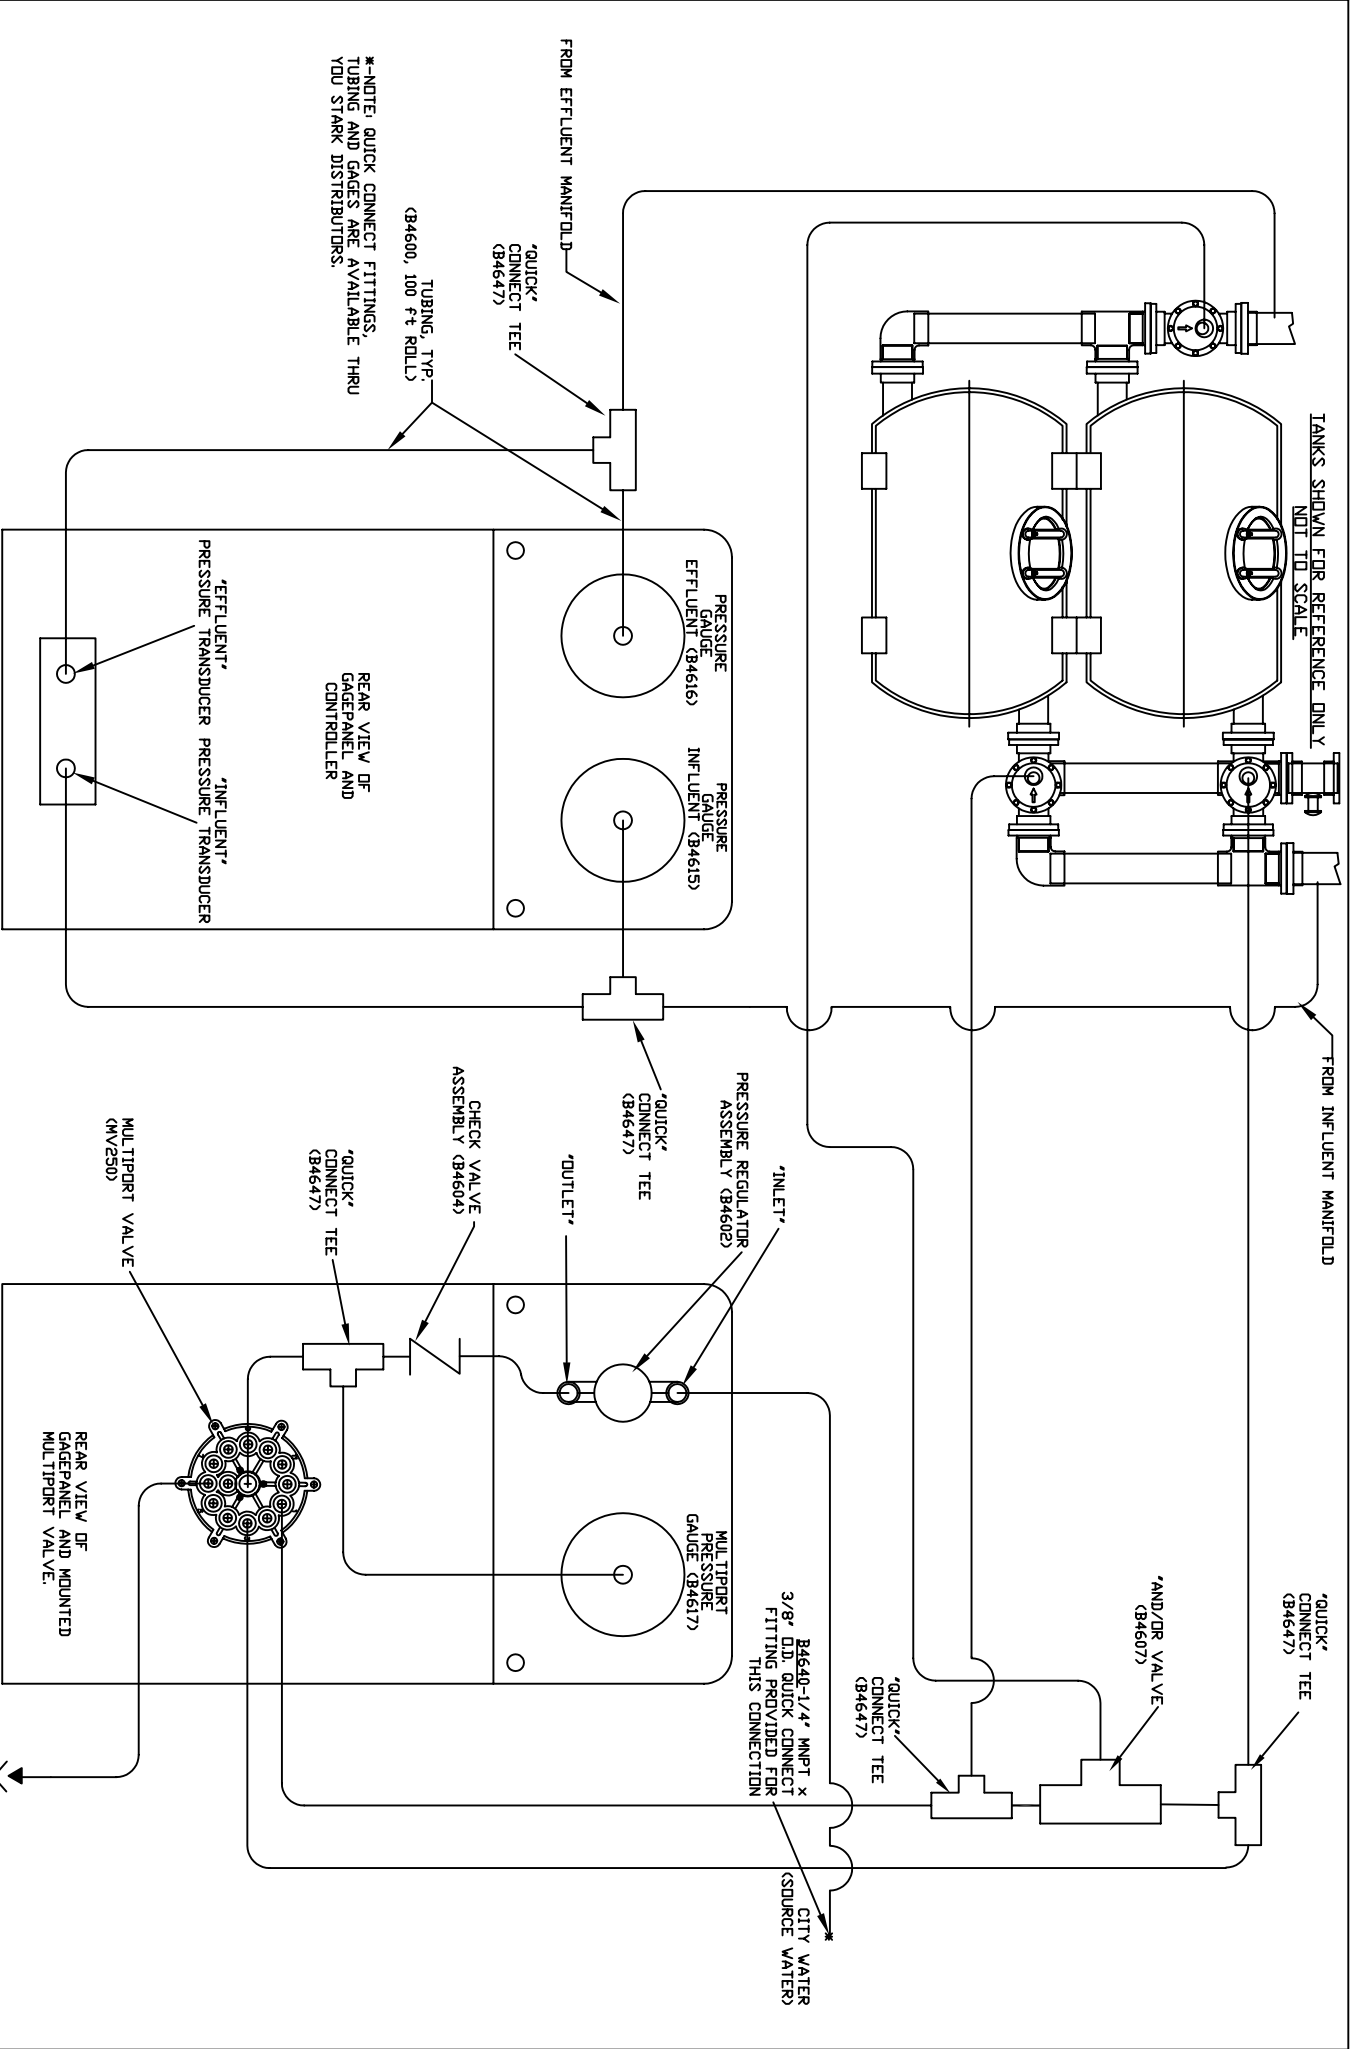 TANKS SHOWN FOR REFERENCE ONLY
NOT TO SCALE
FROM INFLUENT MANIFOLD
"QUICK"
CONNECT TEE
(B4647)
"AND/OR VALVE
(B4607)
"QUICK"
CONNECT TEE
(B4647)
CITY WATER
(SOURCE WATER)
B4640-1/4" MNPT x
3/8" O.D. QUICK CONNECT
FITTING PROVIDED FOR
THIS CONNECTION
*
FROM EFFLUENT MANIFOLD
"QUICK"
CONNECT TEE
(B4647)
TUBING, TYP.
(B4600, 100 ft ROLL)
*-NOTE: QUICK CONNECT FITTINGS,
TUBING AND GAGES ARE AVAILABLE THRU
YOU STARK DISTRIBUTORS.
PRESSURE
GAUGE
EFFLUENT (B4616)
PRESSURE
GAUGE
INFLUENT (B4615)
REAR VIEW OF
GAGEPANEL AND
CONTROLLER
"EFFLUENT"
PRESSURE TRANSDUCER
"INFLUENT"
PRESSURE TRANSDUCER
"QUICK"
CONNECT TEE
(B4647)
"INLET"
PRESSURE REGULATOR
ASSEMBLY (B4602)
"OUTLET"
CHECK VALVE
ASSEMBLY (B4604)
"QUICK"
CONNECT TEE
(B4647)
MULTIPORT VALVE
(MV250)
MULTIPORT
PRESSURE
GAUGE (B4617)
REAR VIEW OF
GAGEPANEL AND MOUNTED
MULTIPORT VALVE.